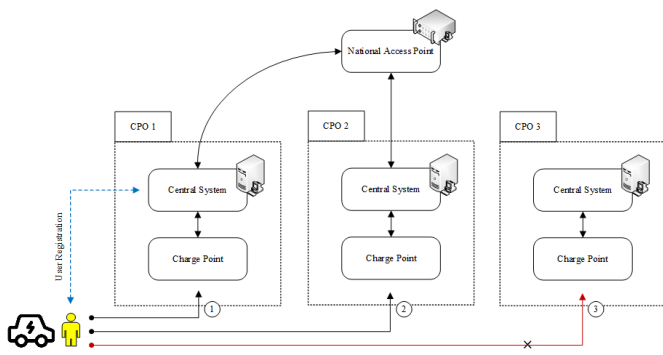 National Access Point
CPO 1
CPO 2
CPO 3
Central System
Central System
Central System
User Registration
Charge Point
Charge Point
Charge Point
1
2
3